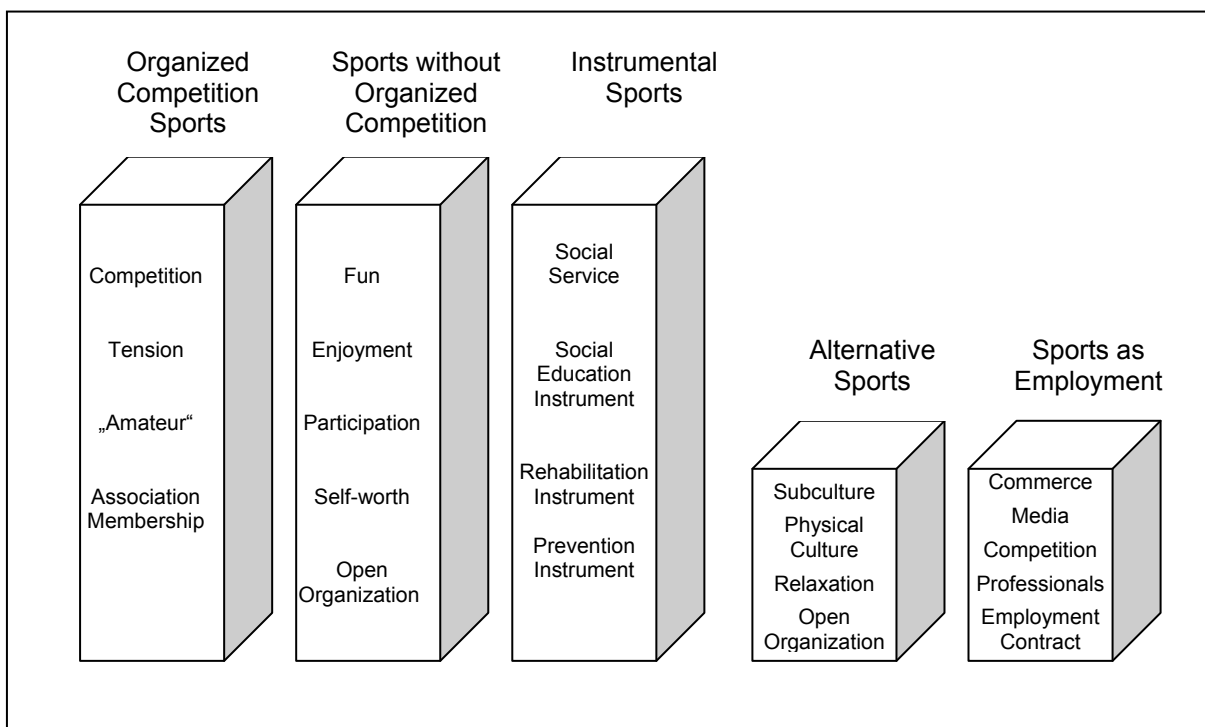 Organized
Competition
Sports
Sports without
Organized
Competition
Instrumental
Sports
Alternative
Sports
Sports as
Employment
Competition
Tension
„Amateur“
Association
Membership
Fun
Enjoyment
Participation
Self-worth
Open
Organization
Social
Service
Social
Education
Instrument
Rehabilitation
Instrument
Prevention
Instrument
Subculture
Physical
Culture
Relaxation
Open
Organization
Commerce
Media
Competition
Professionals
Employment
Contract